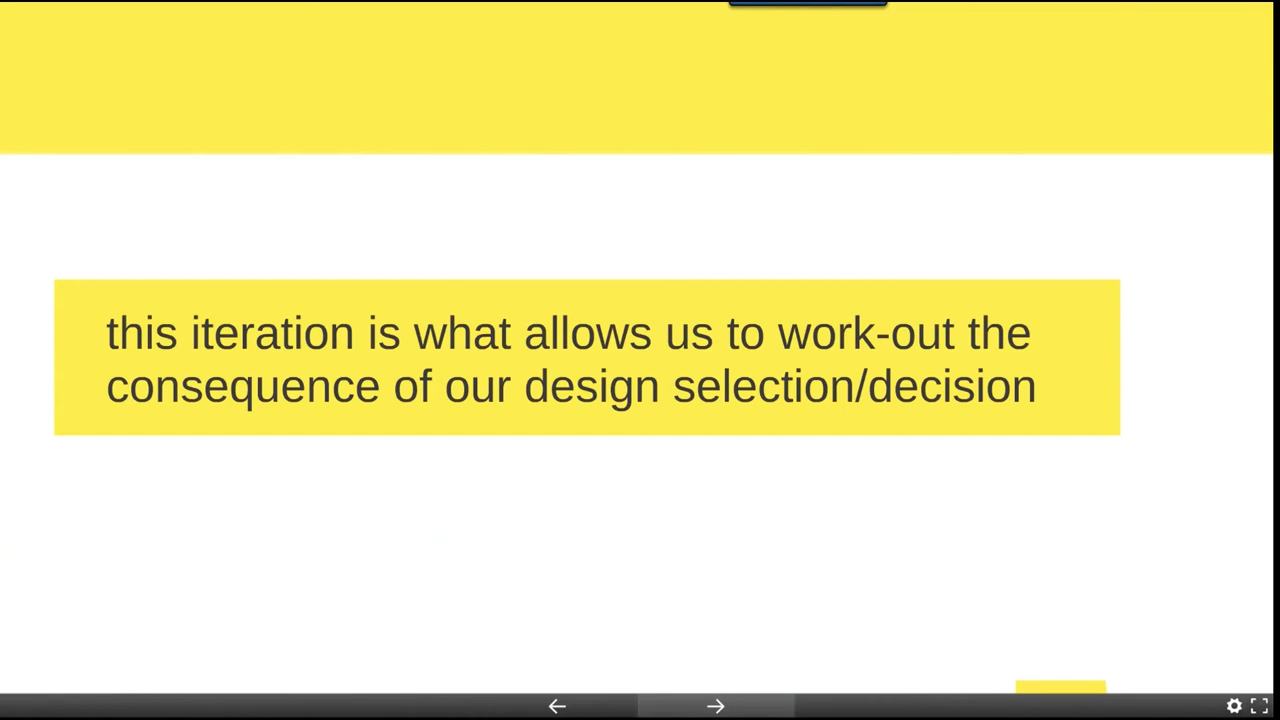 this iteration is what allows us to work-out the
consequence of our design selection/decision